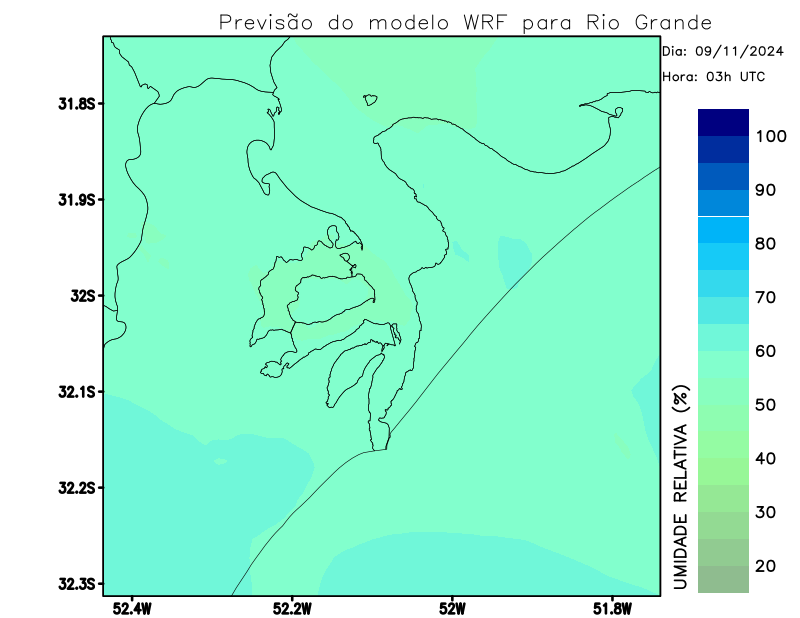 Previsão do modelo WRF para Rio Grande
Dia: 09/11/2024
Hora: 03h UTC
31.8S
31.9S
32S
32.1S
32.2S
32.3S
52.4W
52.2W
52W
51.8W
100
90
80
70
60
50
40
30
20
UMIDADE RELATIVA (%)